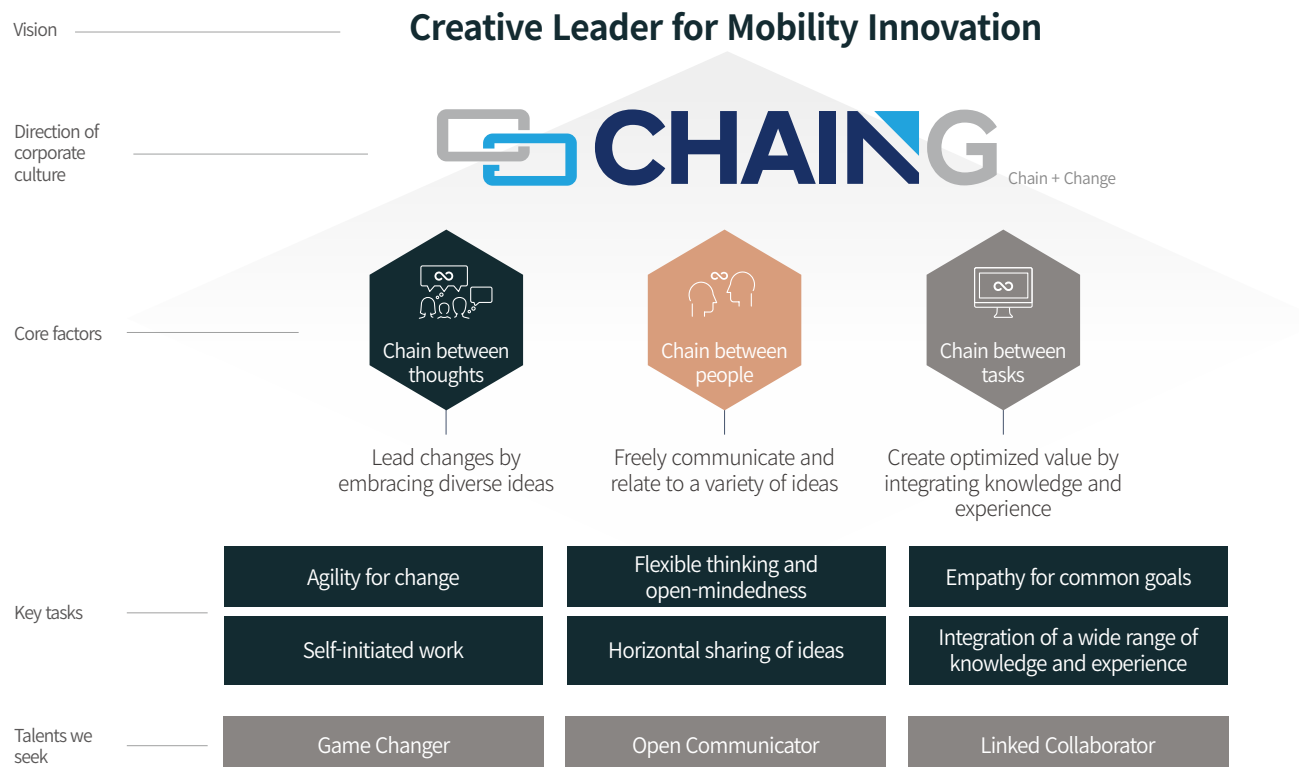 Vision
Creative Leader for Mobility Innovation
Direction of
corporate
culture
CHAING
Chain + Change
Core factors
Chain between
thoughts
Chain between
people
Chain between
tasks
Lead changes by
embracing diverse ideas
Freely communicate and
relate to a variety of ideas
Create optimized value by
integrating knowledge and
experience
Key tasks
Agility for change
Flexible thinking and
open-mindedness
Empathy for common goals
Self-initiated work
Horizontal sharing of ideas
Integration of a wide range of
knowledge and experience
Talents we
seek
Game Changer
Open Communicator
Linked Collaborator